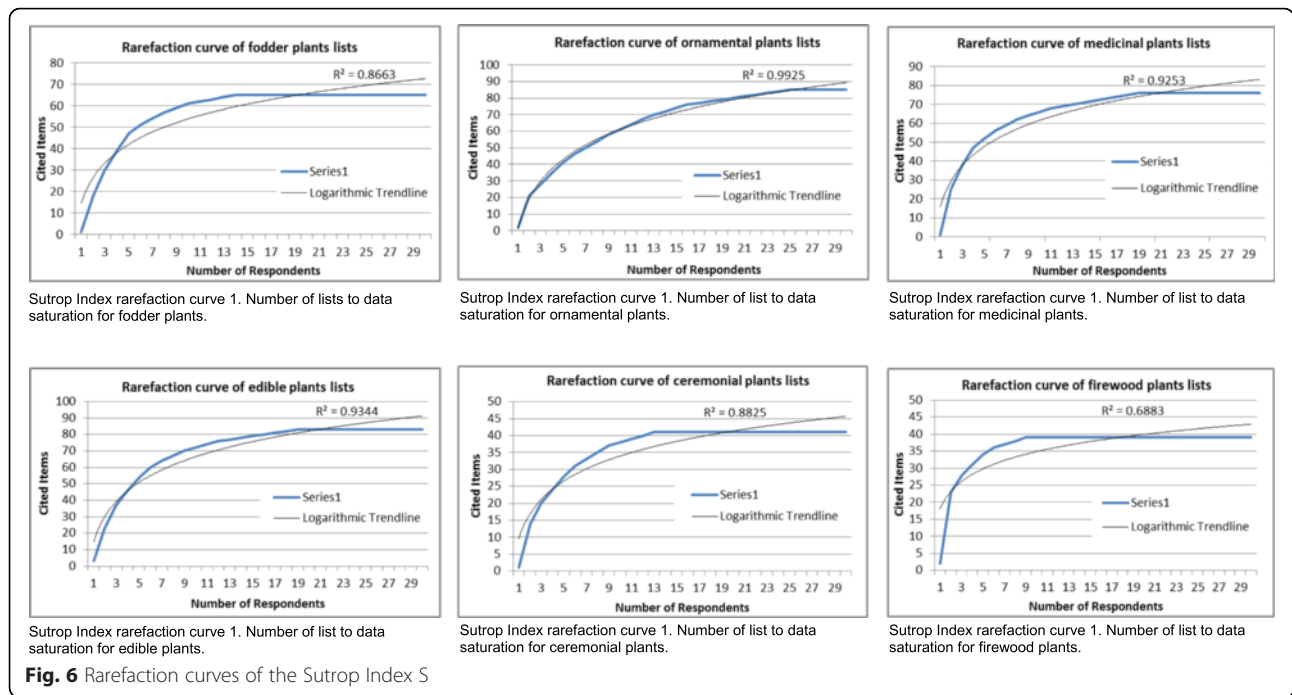 Rarefaction curve of fodder plants lists
80
70
60
50
40
30
20
10
0
Cited Items
R² = 0.8663
Series1
Logarithmic Trendline
1 3 5 7 9 11 13 15 17 19 21 23 25 27 29
Number of Respondents
Sutrop Index rarefaction curve 1. Number of lists to data
saturation for fodder plants.
Rarefaction curve of ornamental plants lists
100
90
80
70
60
50
40
30
20
10
0
Cited Items
R² = 0.9925
Series1
Logarithmic Trendline
1 3 5 7 9 11 13 15 17 19 21 23 25 27 29
Number of Respondents
Sutrop Index rarefaction curve 1. Number of list to data
saturation for ornamental plants.
Rarefaction curve of medicinal plants lists
90
80
70
60
50
40
30
20
10
0
Cited Items
R² = 0.9253
Series1
Logarithmic Trendline
1 3 5 7 9 11 13 15 17 19 21 23 25 27 29
Number of Respondents
Sutrop Index rarefaction curve 1. Number of list to data
saturation for medicinal plants.
Rarefaction curve of edible plants lists
100
90
80
70
60
50
40
30
20
10
0
Cited Items
R² = 0.9344
Series1
Logarithmic Trendline
1 3 5 7 9 11 13 15 17 19 21 23 25 27 29
Number of Respondents
Sutrop Index rarefaction curve 1. Number of list to data
saturation for edible plants.
Rarefaction curve of ceremonial plants lists
50
45
40
35
30
25
20
15
10
5
0
Cited Items
R² = 0.8825
Series1
Logarithmic Trendline
1 3 5 7 9 11 13 15 17 19 21 23 25 27 29
Number of Respondents
Sutrop Index rarefaction curve 1. Number of list to data
saturation for ceremonial plants.
Rarefaction curve of firewood plants lists
50
45
40
35
30
25
20
15
10
5
0
Cited Items
R² = 0.6883
Series1
Logarithmic Trendline
1 3 5 7 9 11 13 15 17 19 21 23 25 27 29
Number of Respondents
Sutrop Index rarefaction curve 1. Number of list to data
saturation for firewood plants.
Fig. 6 Rarefaction curves of the Sutrop Index S